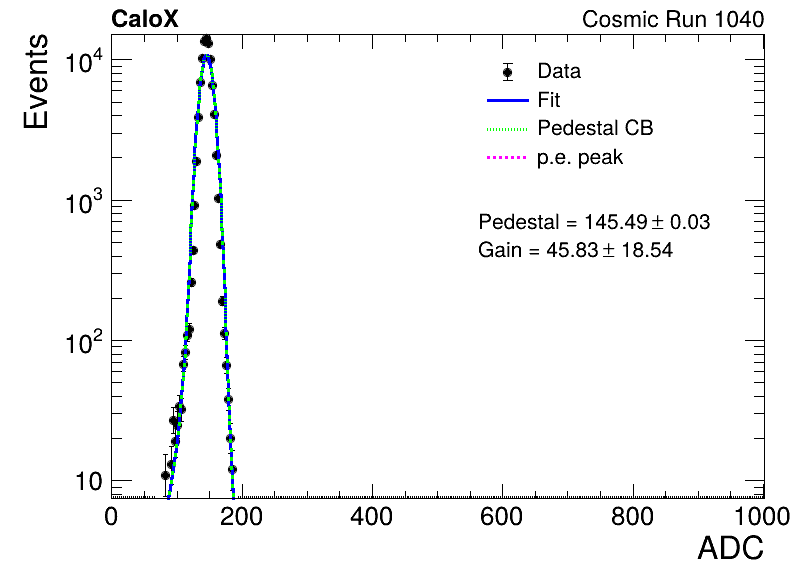 CaloX Cosmic Run 1040
Events
10⁴
10³
10²
10
Data
Fit
Pedestal CB
p.e. peak
Pedestal = 145.49 ± 0.03
Gain = 45.83 ± 18.54
0 200 400 600 800 1000
ADC